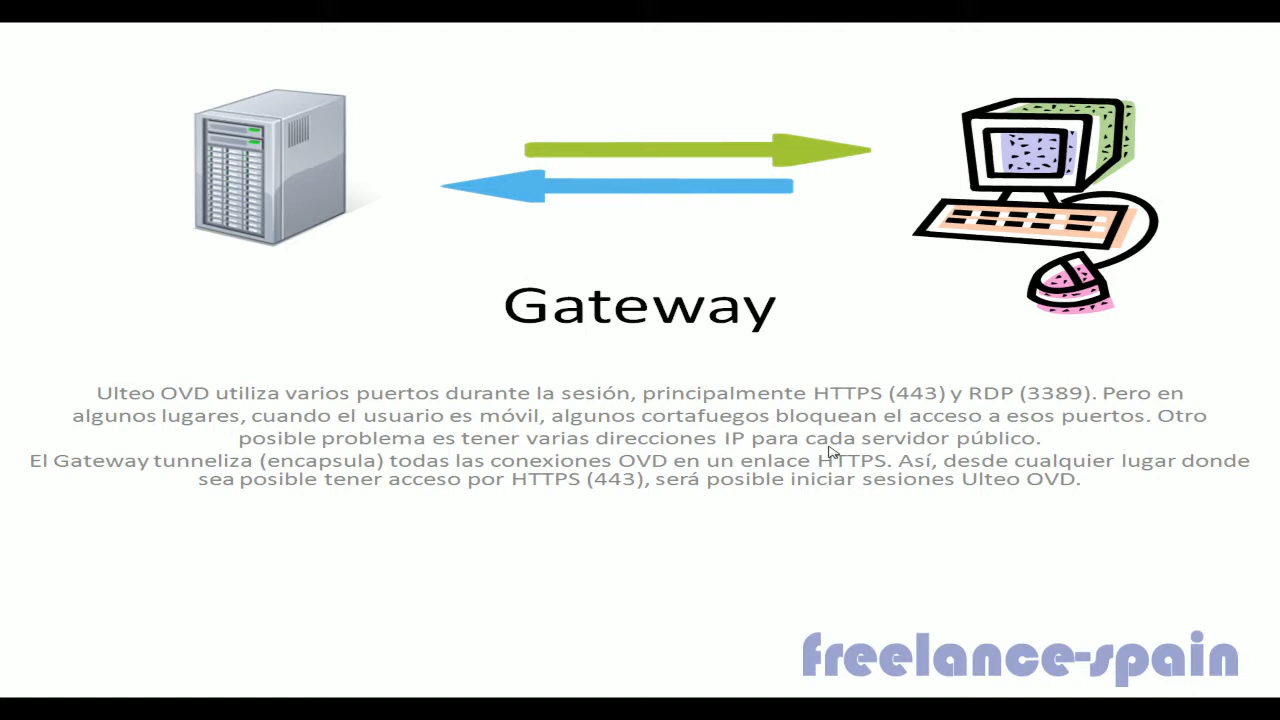 Gateway
Ulteo OVD utiliza varios puertos durante la sesión, principalmente HTTPS (443) y RDP (3389). Pero en
algunos lugares, cuando el usuario es móvil, algunos cortafuegos bloquean el acceso a esos puertos. Otro
posible problema es tener varias direcciones IP para cada servidor público.
El Gateway tunneliza (encapsula) todas las conexiones OVD en un enlace HTTPS. Así, desde cualquier lugar donde
sea posible tener acceso por HTTPS (443), será posible iniciar sesiones Ulteo OVD.
freelance-spain